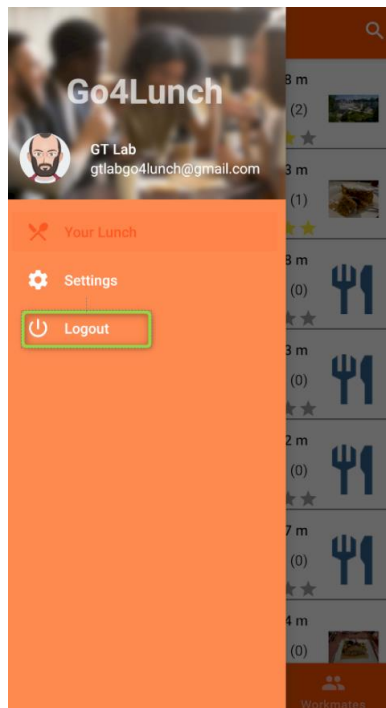 Go4Lunch
GT Lab
gtlabgo4lunch@gmail.com
Your Lunch
Settings
Logout
8 m
(2)
3 m
(1)
8 m
(0)
3 m
(0)
2 m
(0)
7 m
(0)
4 m
(0)
Workmates